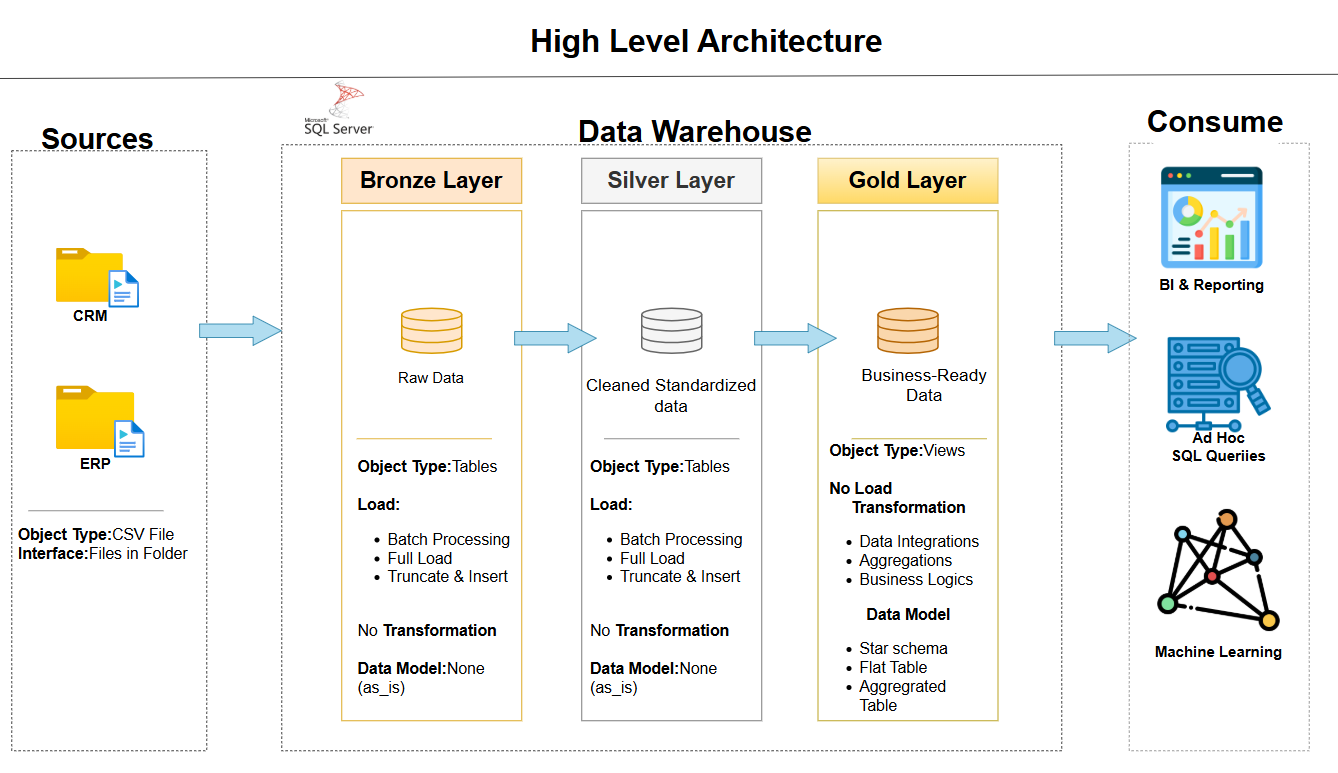 High Level Architecture
Sources
CRM
ERP
Object Type:CSV File
Interface:Files in Folder
Microsoft
SQL Server
Data Warehouse
Bronze Layer
Raw Data
Object Type:Tables
Load:
• Batch Processing
• Full Load
• Truncate & Insert
No Transformation
Data Model:None
(as_is)
Silver Layer
Cleaned Standardized
data
Object Type:Tables
Load:
• Batch Processing
• Full Load
• Truncate & Insert
No Transformation
Data Model:None
(as_is)
Gold Layer
Business-Ready
Data
Object Type:Views
No Load
Transformation
• Data Integrations
• Aggregations
• Business Logics
Data Model
• Star schema
• Flat Table
• Aggregrated
Table
Consume
BI & Reporting
Ad Hoc
SQL Queriies
Machine Learning